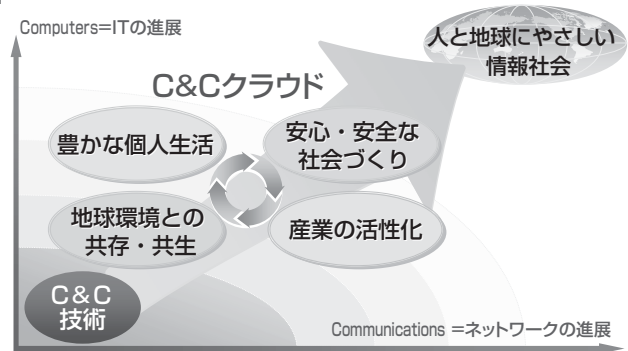 Computers=ITの進展
人と地球にやさしい
情報社会
C&Cクラウド
豊かな個人生活
安心・安全な
社会づくり
地球環境との
共存・共生
産業の活性化
C&C
技術
Communications =ネットワークの進展